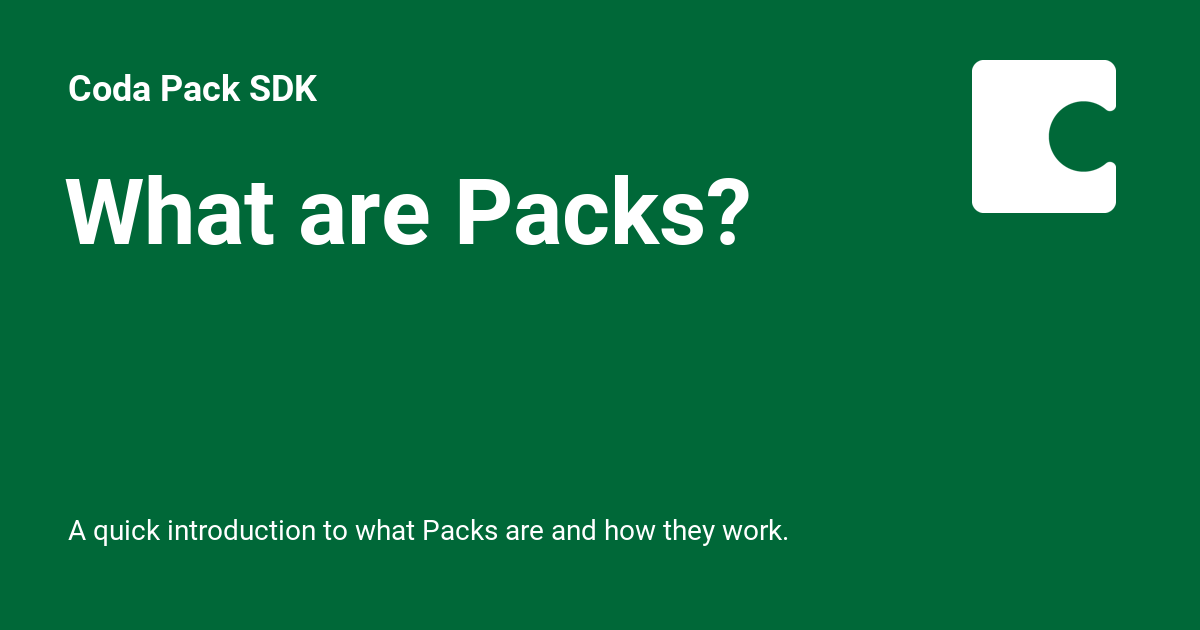 Coda Pack SDK
What are Packs?
A quick introduction to what Packs are and how they work.